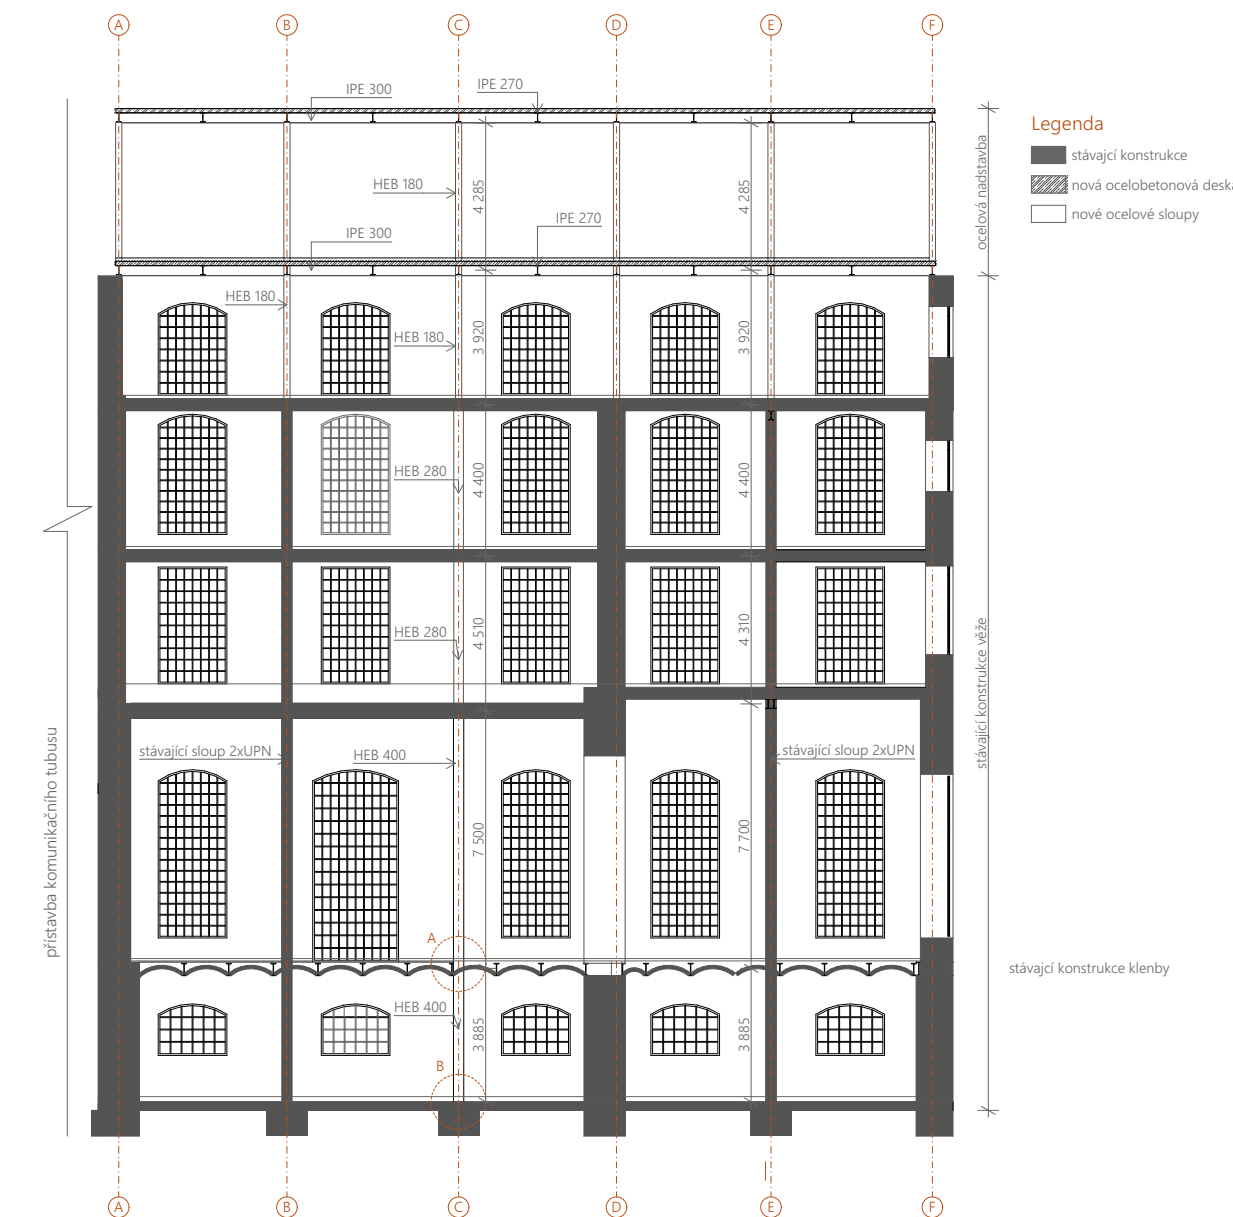 A B C D E F
IPE 300
IPE 270
HEB 180
4 285
4 285
IPE 300
IPE 270
ocelová nadstavba
Legenda
stávajcí konstrukce
nová ocelobetonová desk
nové ocelové sloupy
HEB 180
HEB 180
3 920
3 920
HEB 280
4 400
4 400
HEB 280
4 510
4 310
stávající konstrukce věže
přístavba komunikačního tubusu
stávající sloup 2xUPN
HEB 400
stávající sloup 2xUPN
7 500
7 700
A
stávajcí konstrukce klenby
HEB 400
3 885
3 885
B
A B C D E F